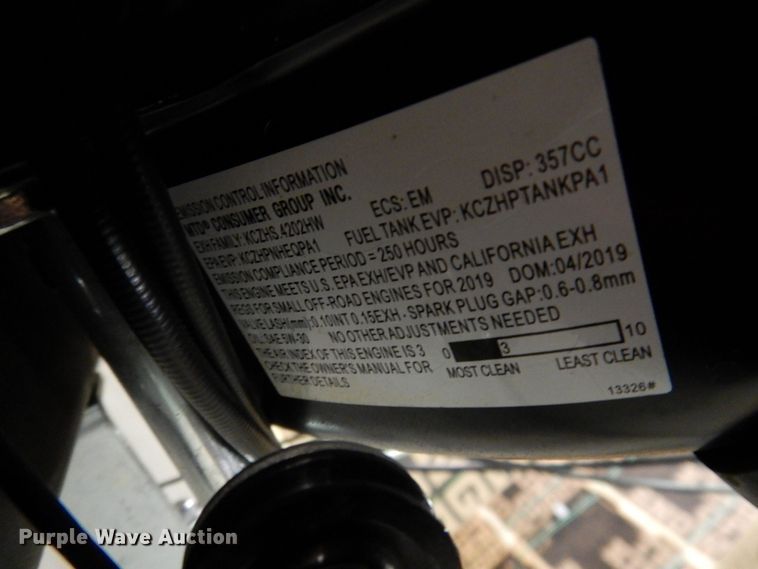 EMISSION CONTROL INFORMATION
MTD® CONSUMER GROUP INC.
EXH FAMILY: KCZHS.4202HW ECS: EM DISP: 357CC
EPA EVP: KCZHPNHEQPA1 FUEL TANK EVP: KCZHPTANKPA1
EMISSION COMPLIANCE PERIOD = 250 HOURS
THIS ENGINE MEETS U.S. EPA EXH/EVP AND CALIFORNIA EXH
REGS FOR SMALL OFF-ROAD ENGINES FOR 2019 DOM:04/2019
VALVE LASH(mm):0.10INT 0.15EXH - SPARK PLUG GAP:0.6-0.8mm
OIL SAE 5W-30 NO OTHER ADJUSTMENTS NEEDED
THE AIR INDEX OF THIS ENGINE IS 3
CHECK THE OWNER'S MANUAL FOR
FURTHER DETAILS
0 3 10
MOST CLEAN LEAST CLEAN
13326#
Purple Wave Auction